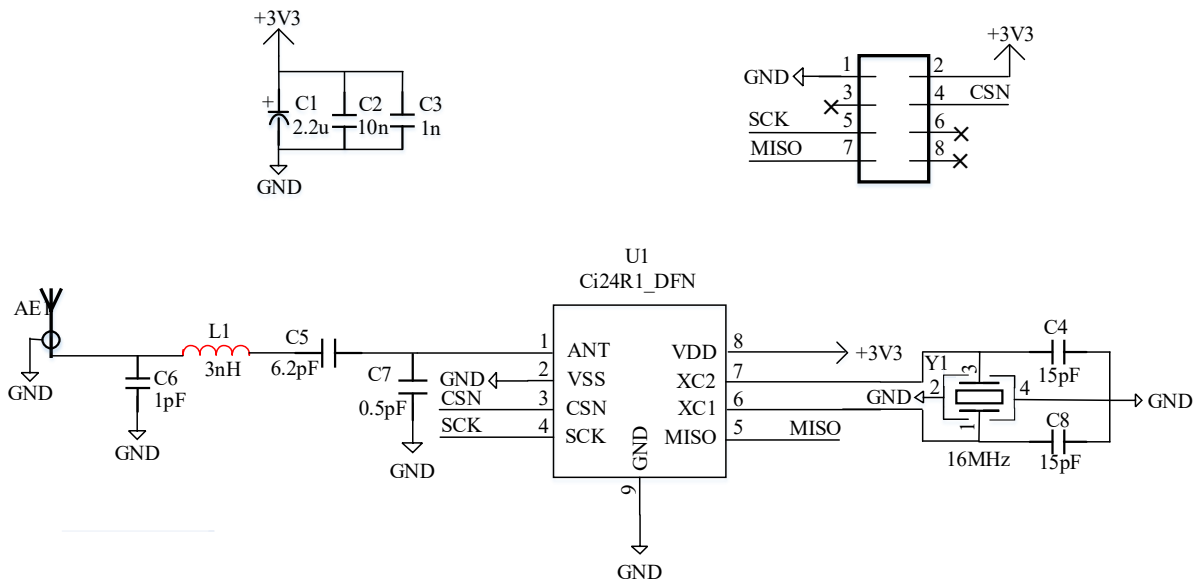 +3V3
+
C1
2.2u
C2
10n
C3
1n
GND
+3V3
GND
1
2
3
4
CSN
SCK
5
6
MISO
7
8
U1
Ci24R1_DFN
AE1
GND
L1
3nH
C5
6.2pF
C6
1pF
GND
C7
0.5pF
GND
1
ANT
GND
2
VSS
CSN
3
CSN
SCK
4
SCK
VDD
8
+3V3
XC2
7
XC1
6
MISO
5
MISO
GND
9
GND
Y1
3
GND
2
4
1
16MHz
C4
15pF
C8
15pF
GND